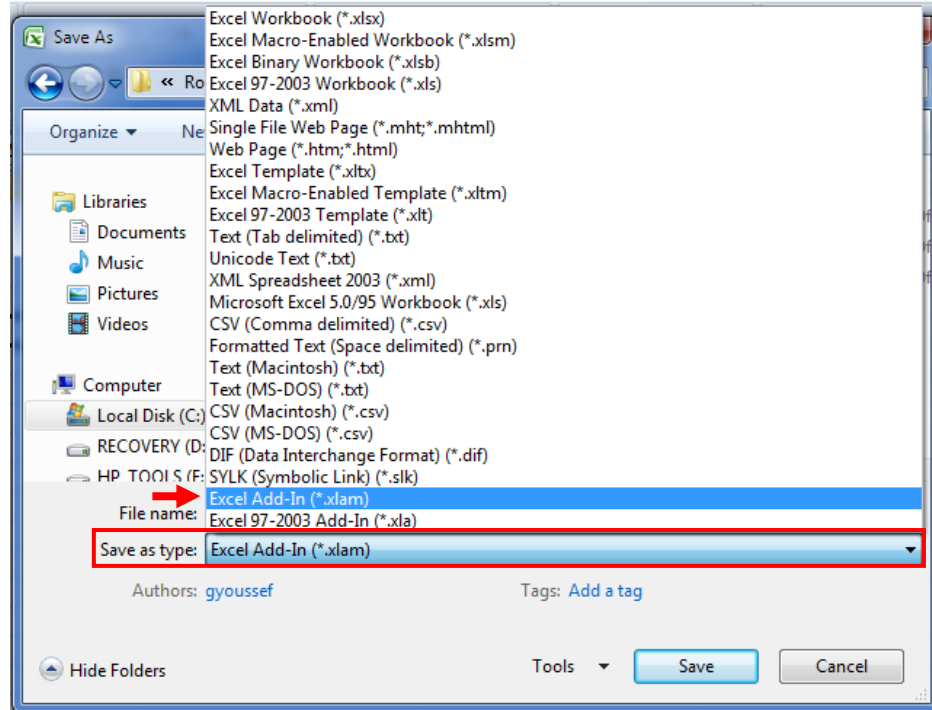 Save As
« Ro
Organize
Ne
Libraries
Documents
Music
Pictures
Videos
Computer
Local Disk (C:)
RECOVERY (D:
HP_TOOLS (E:
Excel Workbook (*.xlsx)
Excel Macro-Enabled Workbook (*.xlsm)
Excel Binary Workbook (*.xlsb)
Excel 97-2003 Workbook (*.xls)
XML Data (*.xml)
Single File Web Page (*.mht;*.mhtml)
Web Page (*.htm;*.html)
Excel Template (*.xltx)
Excel Macro-Enabled Template (*.xltm)
Excel 97-2003 Template (*.xlt)
Text (Tab delimited) (*.txt)
Unicode Text (*.txt)
XML Spreadsheet 2003 (*.xml)
Microsoft Excel 5.0/95 Workbook (*.xls)
CSV (Comma delimited) (*.csv)
Formatted Text (Space delimited) (*.prn)
Text (Macintosh) (*.txt)
Text (MS-DOS) (*.txt)
CSV (Macintosh) (*.csv)
CSV (MS-DOS) (*.csv)
DIF (Data Interchange Format) (*.dif)
SYLK (Symbolic Link) (*.slk)
Excel Add-In (*.xlam)
Excel 97-2003 Add-In (*.xla)
File name:
Save as type: Excel Add-In (*.xlam)
Authors: gyoussef Tags: Add a tag
Hide Folders Tools Save Cancel